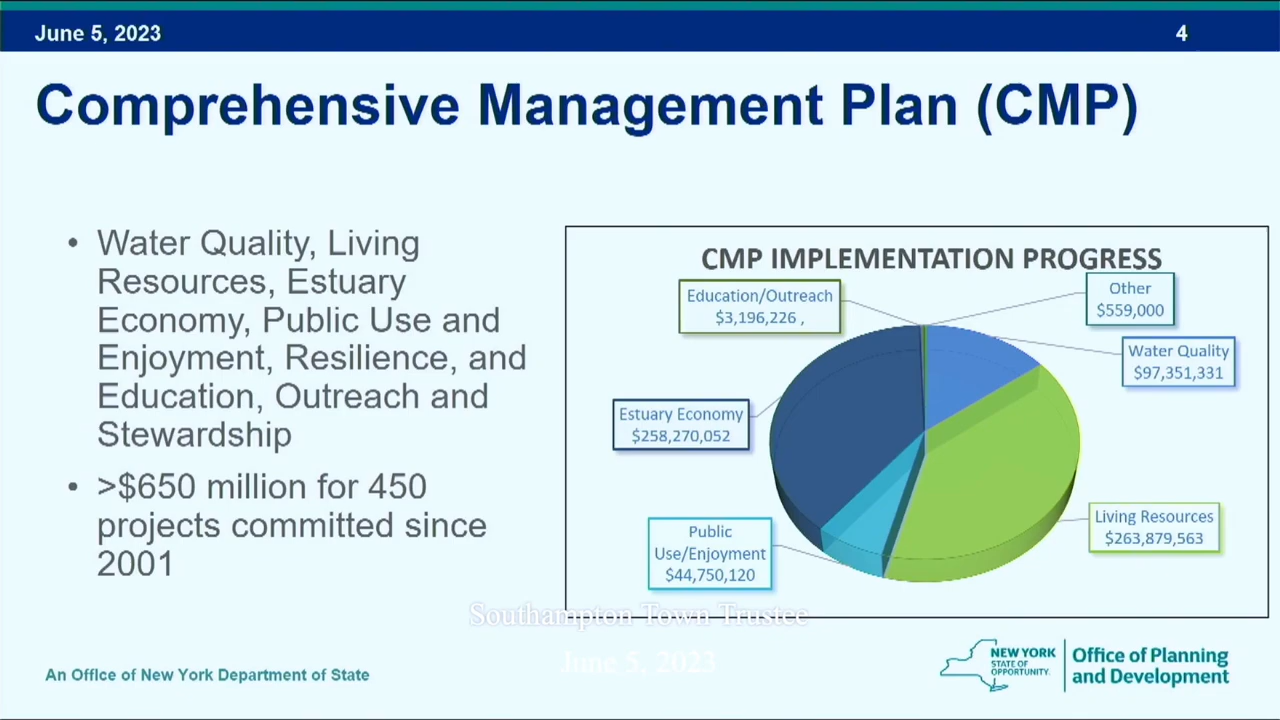 June 5, 2023
4
Comprehensive Management Plan (CMP)
• Water Quality, Living
Resources, Estuary
Economy, Public Use and
Enjoyment, Resilience, and
Education, Outreach and
Stewardship
• >$650 million for 450
projects committed since
2001
CMP IMPLEMENTATION PROGRESS
Education/Outreach
$3,196,226 ,
Other
$559,000
Water Quality
$97,351,331
Estuary Economy
$258,270,052
Living Resources
$263,879,563
Public
Use/Enjoyment
$44,750,120
Southampton Town Trustee
June 5, 2023
An Office of New York Department of State
NEW YORK
STATE OF
OPPORTUNITY.
Office of Planning
and Development